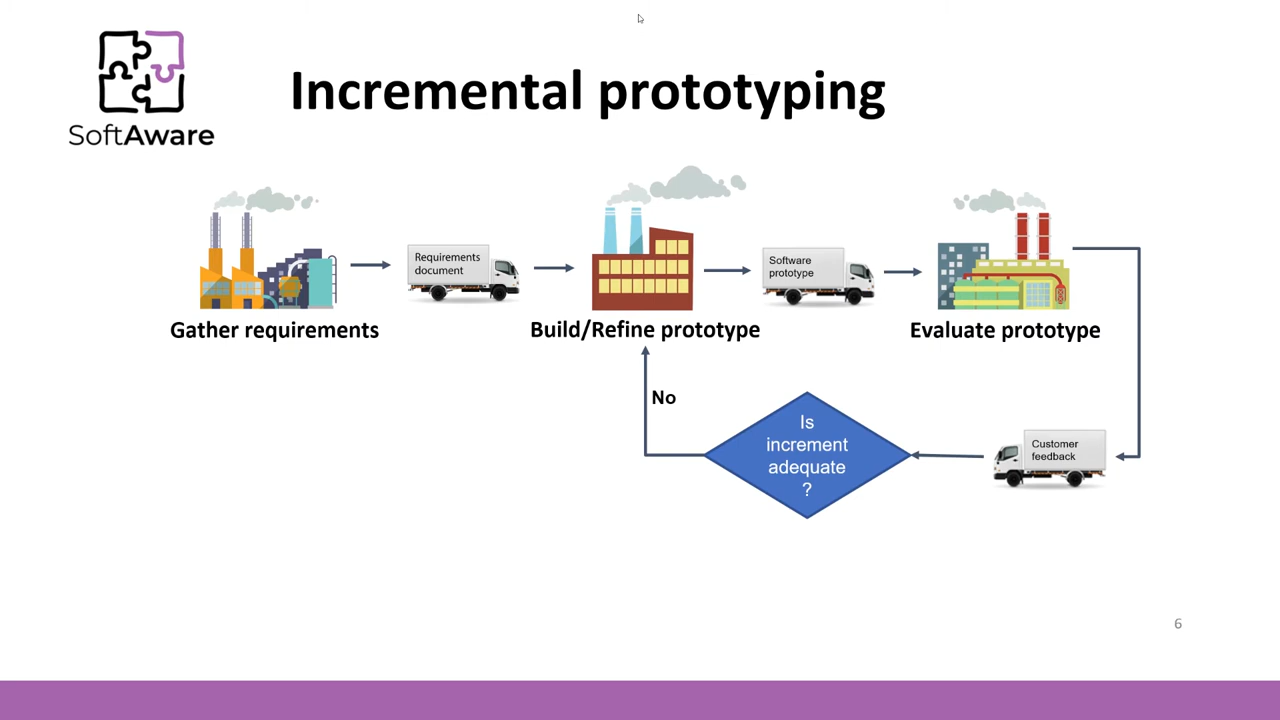 Incremental prototyping
SoftAware
Requirements
document
Software
prototype
Gather requirements
Build/Refine prototype
Evaluate prototype
No
Is
increment
adequate
?
Customer
feedback
6